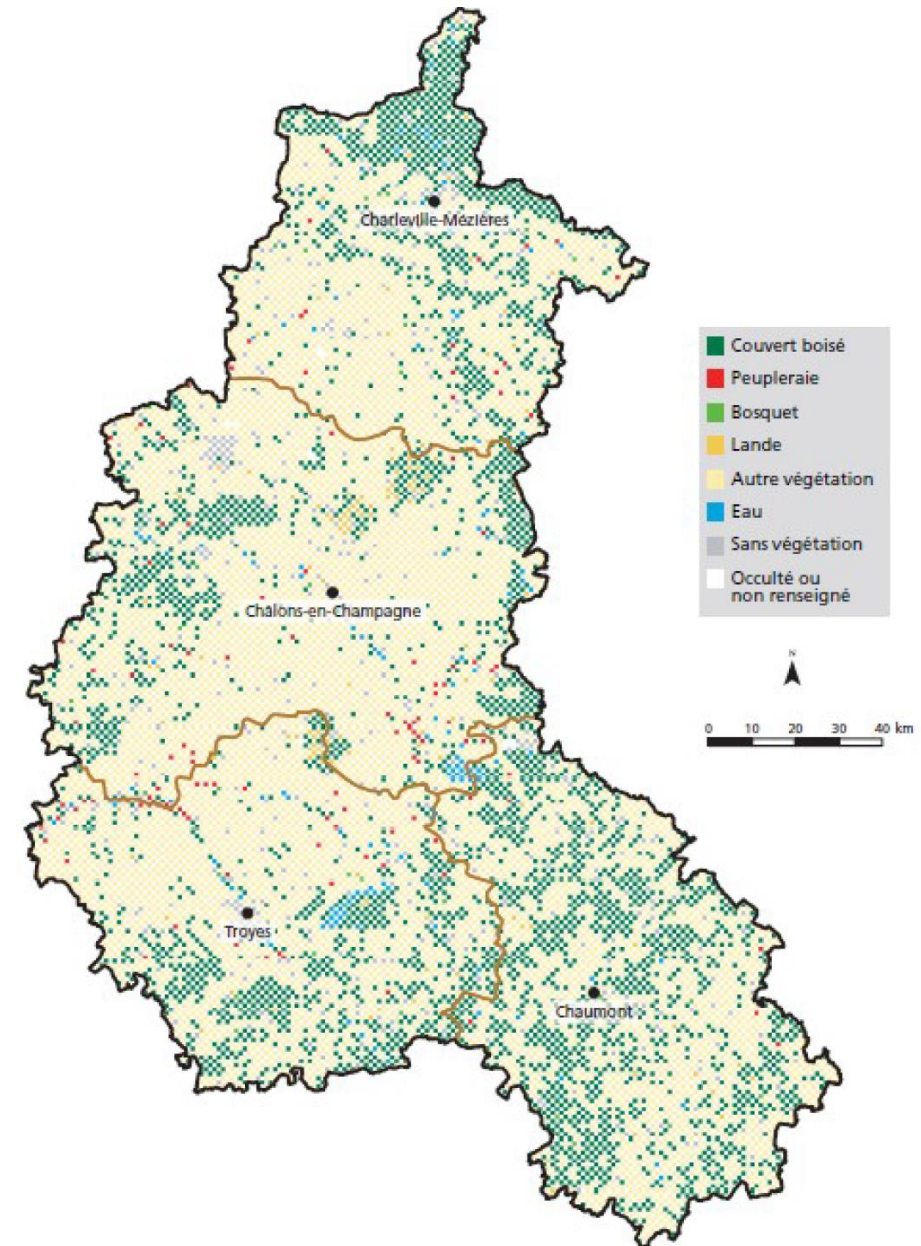 Charleville-Mézières
Couvert boisé
Peupleraie
Bosquet
Lande
Autre végétation
Eau
Sans végétation
Occulté ou
non renseigné
Châlons-en-Champagne
N
0 10 20 30 40 km
Troyes
Chaumont